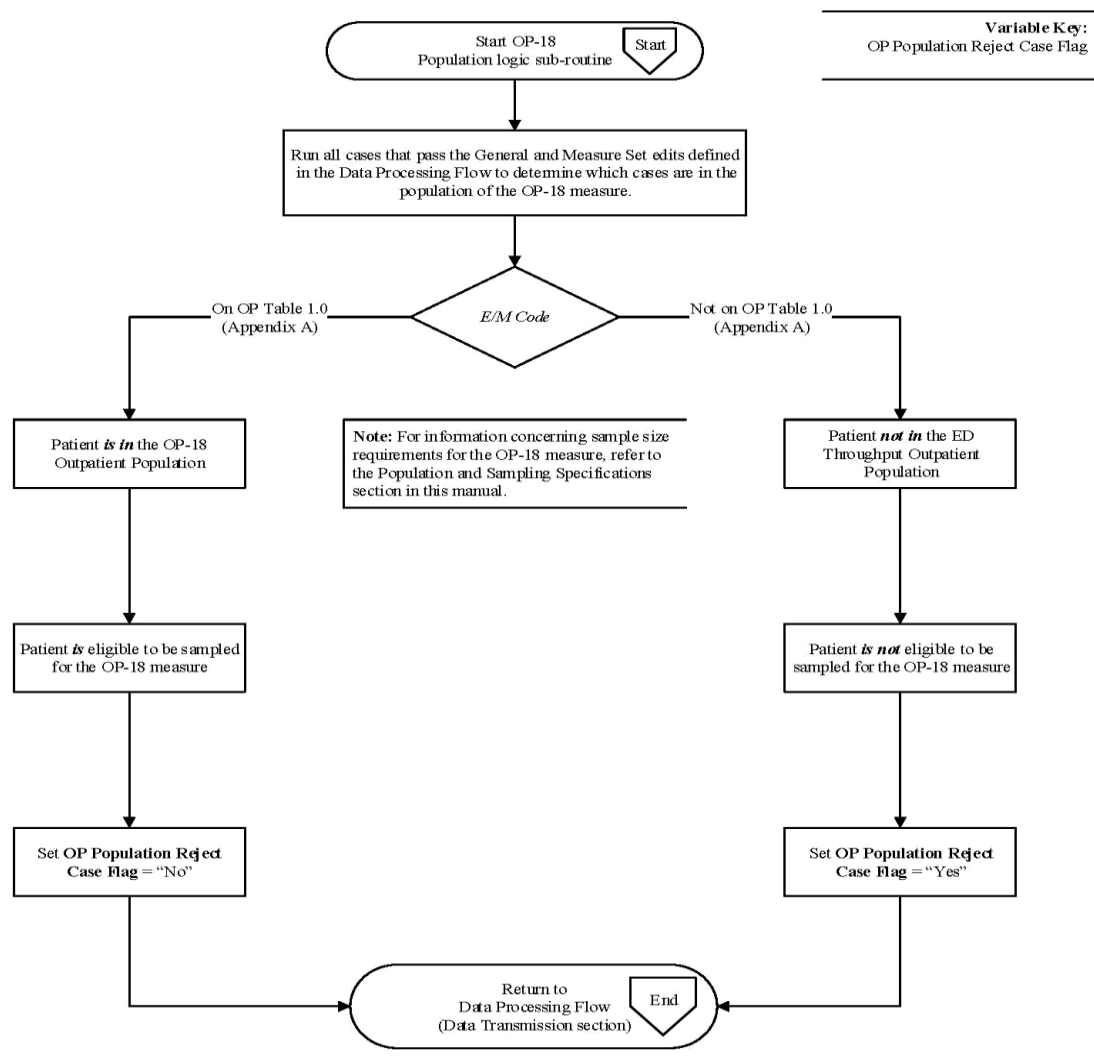 Variable Key:
OP Population Reject Case Flag
Start OP-18
Population logic sub-routine
Start
Run all cases that pass the General and Measure Set edits defined
in the Data Processing Flow to determine which cases are in the
population of the OP-18 measure.
E/M Code
On OP Table 1.0
(Appendix A)
Not on OP Table 1.0
(Appendix A)
Patient is in the OP-18
Outpatient Population
Note: For information concerning sample size
requirements for the OP-18 measure, refer to
the Population and Sampling Specifications
section in this manual.
Patient not in the ED
Throughput Outpatient
Population
Patient is eligible to be sampled
for the OP-18 measure
Patient is not eligible to be
sampled for the OP-18 measure
Set OP Population Reject
Case Flag = “No”
Set OP Population Reject
Case Flag = “Yes”
Return to
Data Processing Flow
(Data Transmission section)
End